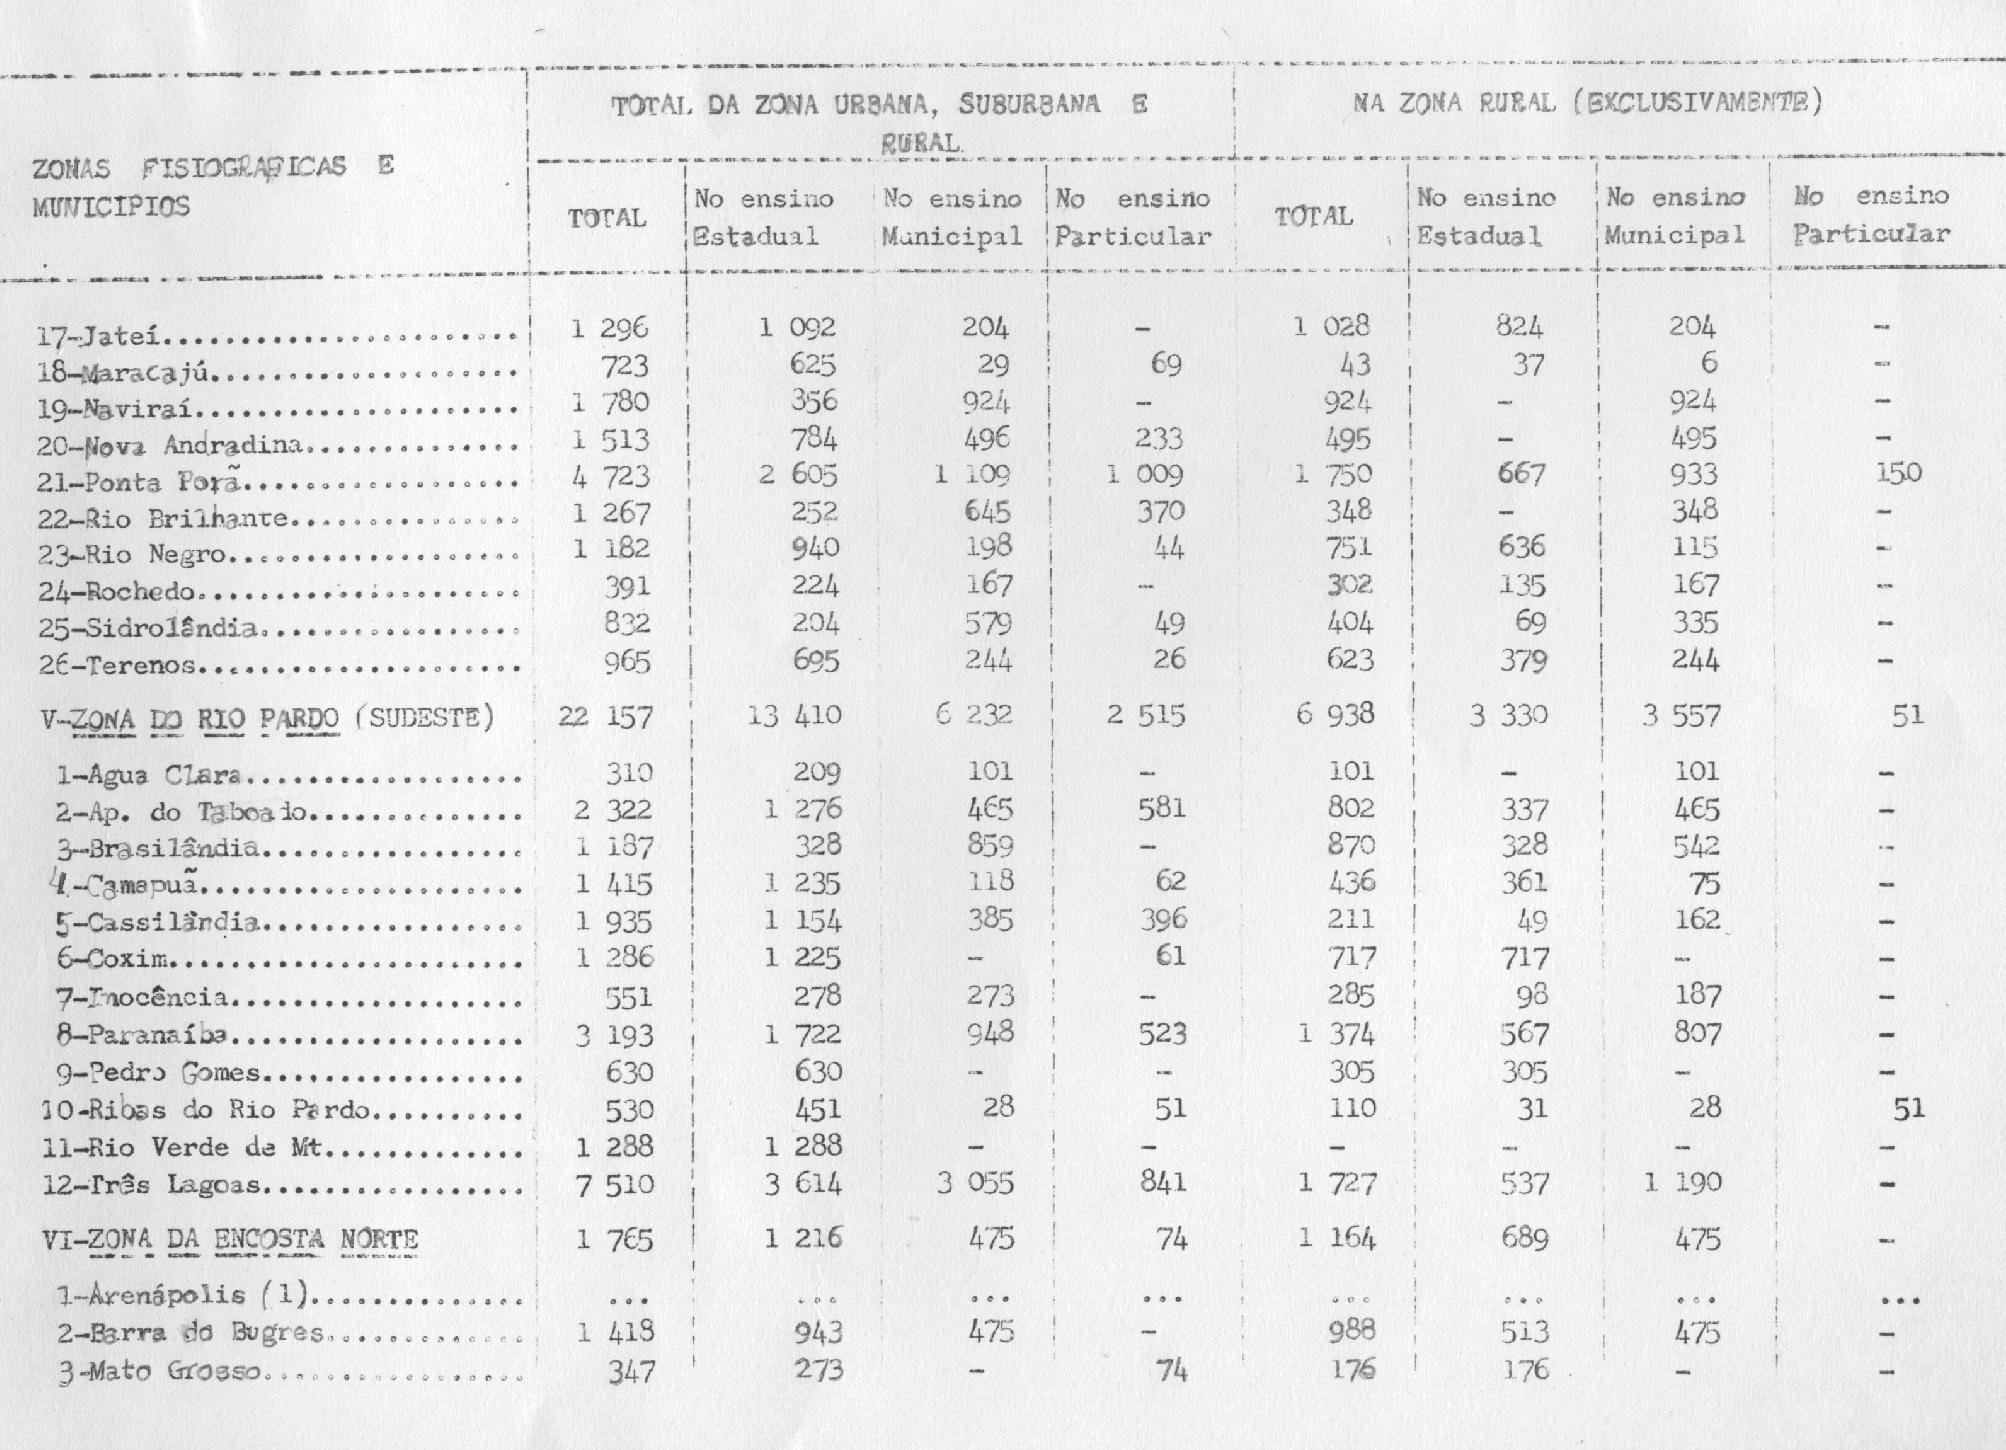 TOTAL DA ZONA URBANA, SUBURBANA E RURAL. NA ZONA RURAL (EXCLUSIVAMENTE)
ZONAS FISIOGRAFICAS E MUNICIPIOS
TOTAL No ensino Estadual No ensino Municipal No ensino Particular TOTAL No ensino Estadual No ensino Municipal No ensino Particular
17-Jateí....................... 1 296 1 092 204 - 1 028 824 204 -
18-Maracajú.................... 723 625 29 69 43 37 6 -
19-Naviraí..................... 1 780 356 924 - 924 - 924 -
20-Nova Andradina.............. 1 513 784 496 233 495 - 495 -
21-Ponta Porã.................. 4 723 2 605 1 109 1 009 1 750 667 933 150
22-Rio Brilhante............... 1 267 252 645 370 348 - 348 -
23-Rio Negro................... 1 182 940 198 44 751 636 115 -
24-Rochedo..................... 391 224 167 - 302 135 167 -
25-Sidrolândia................. 832 204 579 49 404 69 335 -
26-Terenos..................... 965 695 244 26 623 379 244 -
V-ZONA DO RIO PARDO (SUDESTE) 22 157 13 410 6 232 2 515 6 938 3 330 3 557 51
1-Agua Clara.................. 310 209 101 - 101 - 101 -
2-Ap. do Taboado.............. 2 322 1 276 465 581 802 337 465 -
3-Brasilândia................. 1 187 328 859 - 870 328 542 -
4-Camapuã..................... 1 415 1 235 118 62 436 361 75 -
5-Cassilândia................. 1 935 1 154 385 396 211 49 162 -
6-Coxim....................... 1 286 1 225 - 61 717 717 - -
7-Inocência................... 551 278 273 - 285 98 187 -
8-Paranaíba................... 3 193 1 722 948 523 1 374 567 807 -
9-Pedro Gomes................. 630 630 - - 305 305 - -
10-Ribas do Rio Pardo.......... 530 451 28 51 110 31 28 51
11-Rio Verde de Mt............. 1 288 1 288 - - - - - -
12-Três Lagoas................. 7 510 3 614 3 055 841 1 727 537 1 190 -
VI-ZONA DA ENCOSTA NORTE 1 765 1 216 475 74 1 164 689 475 -
1-Arenápolis (1).............. ... ... ... ... ... ... ... ...
2-Barra do Bugres............. 1 418 943 475 - 988 513 475 -
3-Mato Grosso................. 347 273 - 74 176 176 - -